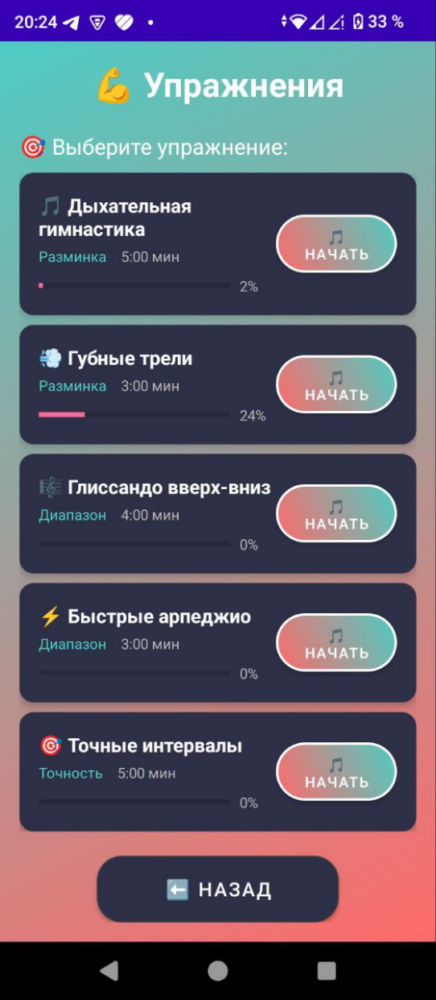 20:24 33 %
💪 Упражнения
🎯 Выберите упражнение:
🎵 Дыхательная
гимнастика
Разминка 5:00 мин
2%
🎵
НАЧАТЬ
💨 Губные трели
Разминка 3:00 мин
24%
🎵
НАЧАТЬ
🎼 Глиссандо вверх-вниз
Диапазон 4:00 мин
0%
🎵
НАЧАТЬ
⚡ Быстрые арпеджио
Диапазон 3:00 мин
0%
🎵
НАЧАТЬ
🎯 Точные интервалы
Точность 5:00 мин
0%
🎵
НАЧАТЬ
⬅️ НАЗАД